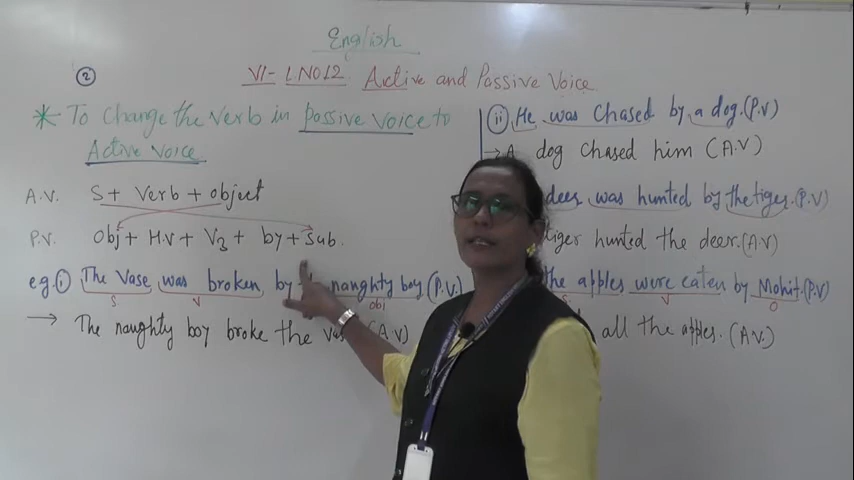 English
②
VI- L.NO12. Active and Passive Voice
* To Change the Verb in Passive Voice to
Active Voice
A.V. S+ Verb + object
P.V. Obj + H.V + V3 + by + Sub.
eg. ⓘ The Vase was broken by naughty boy (P.V.)
S V obj
→ The naughty boy broke the (A.V)
ⓘⓘ He was Chased by a dog. (P.V)
→ A dog chased him (A.V)
deer was hunted by the tiger. (P.V)
tiger hunted the deer. (A.V)
the apples were eaten by Mohit. (P.V)
S V O
all the apples. (A.V.)